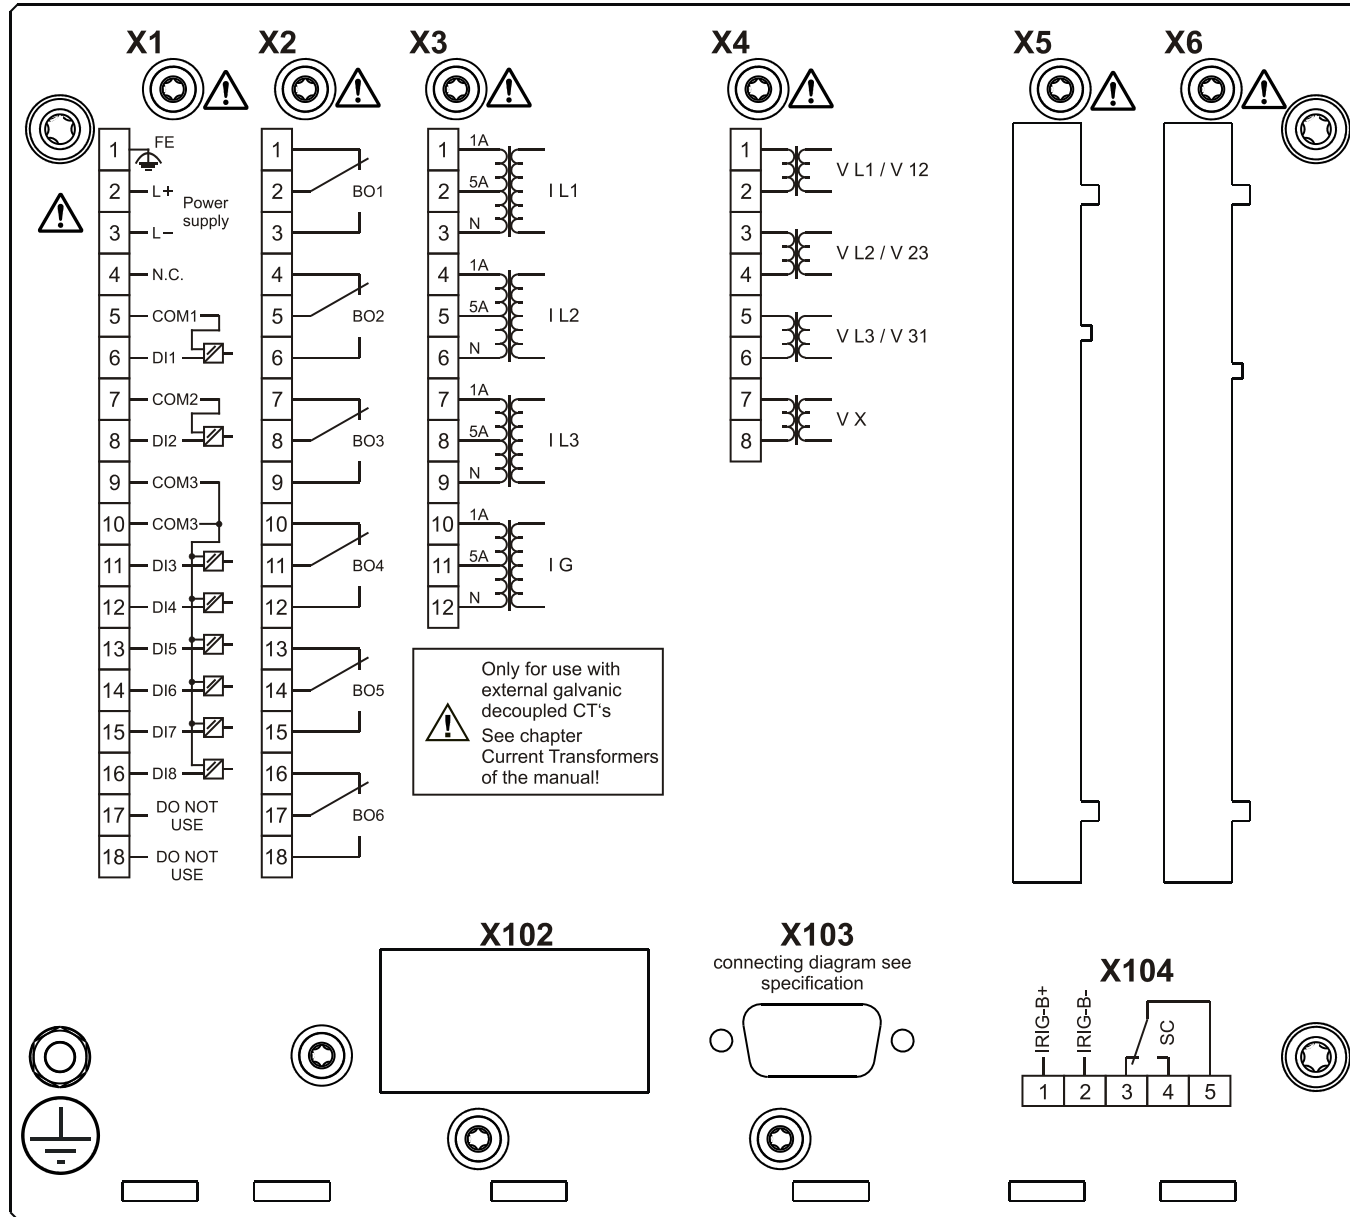 X1
X2
X3
X4
X5
X6
1 FE
2 L+
Power
supply
3 L–
4 N.C.
5 COM1
6 DI1
7 COM2
8 DI2
9 COM3
10 COM3
11 DI3
12 DI4
13 DI5
14 DI6
15 DI7
16 DI8
17 DO NOT
USE
18 DO NOT
USE
1
2 BO1
3
4
5 BO2
6
7
8 BO3
9
10
11 BO4
12
13
14 BO5
15
16
17 BO6
18
1 1A
2 5A I L1
3 N
4 1A
5 5A I L2
6 N
7 1A
8 5A I L3
9 N
10 1A
11 5A I G
12 N
Only for use with
external galvanic
decoupled CT‘s
See chapter
Current Transformers
of the manual!
1
V L1 / V 12
2
3
V L2 / V 23
4
5
V L3 / V 31
6
7
V X
8
X102
X103
connecting diagram see
specification
X104
IRIG-B+
IRIG-B-
SC
1 2 3 4 5